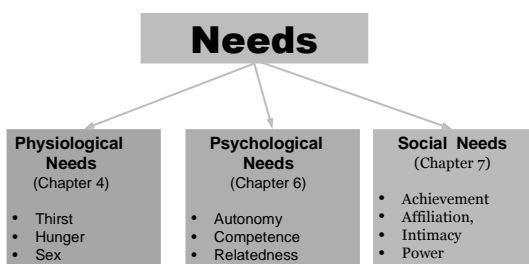 Needs
Physiological
Needs
(Chapter 4)
• Thirst
• Hunger
• Sex
Psychological
Needs
(Chapter 6)
• Autonomy
• Competence
• Relatedness
Social Needs
(Chapter 7)
• Achievement
• Affiliation,
• Intimacy
• Power